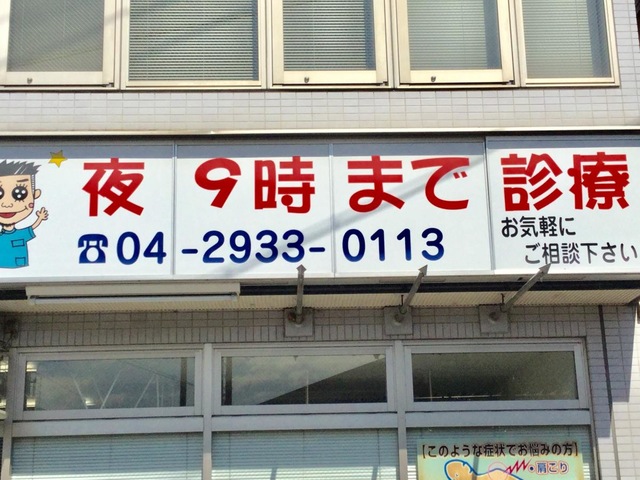 夜9時まで診療
☎04-2933-0113
お気軽に
ご相談下さい
[このような症状でお悩みの方]
・肩こり